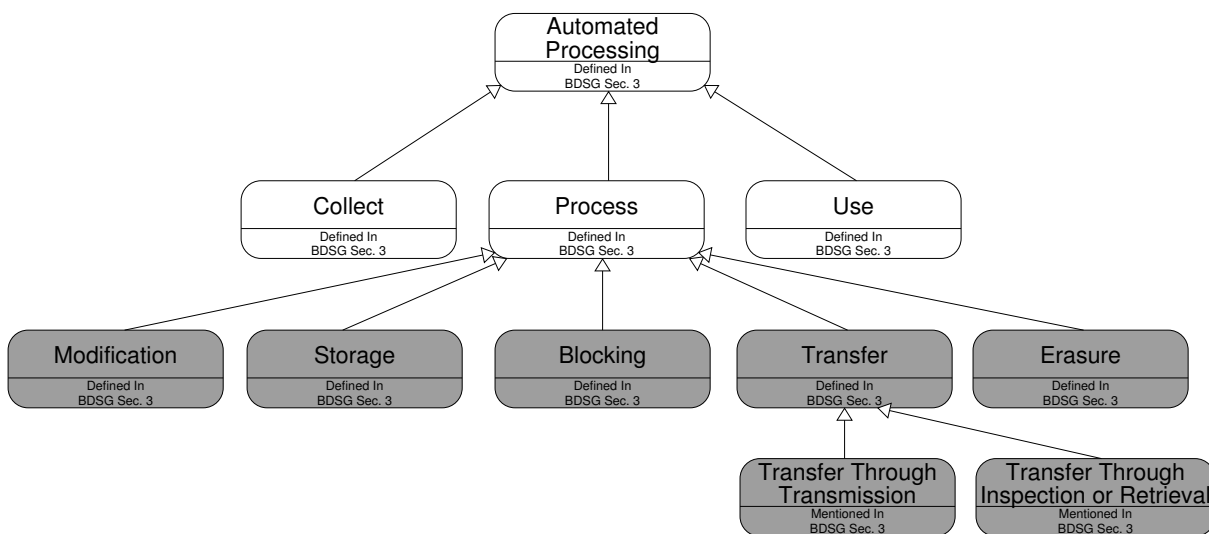 Automated
Processing
Defined In
BDSG Sec. 3
Collect
Defined In
BDSG Sec. 3
Process
Defined In
BDSG Sec. 3
Use
Defined In
BDSG Sec. 3
Modification
Defined In
BDSG Sec. 3
Storage
Defined In
BDSG Sec. 3
Blocking
Defined In
BDSG Sec. 3
Transfer
Defined In
BDSG Sec. 3
Erasure
Defined In
BDSG Sec. 3
Transfer Through
Transmission
Mentioned In
BDSG Sec. 3
Transfer Through
Inspection or Retrieval
Mentioned In
BDSG Sec. 3